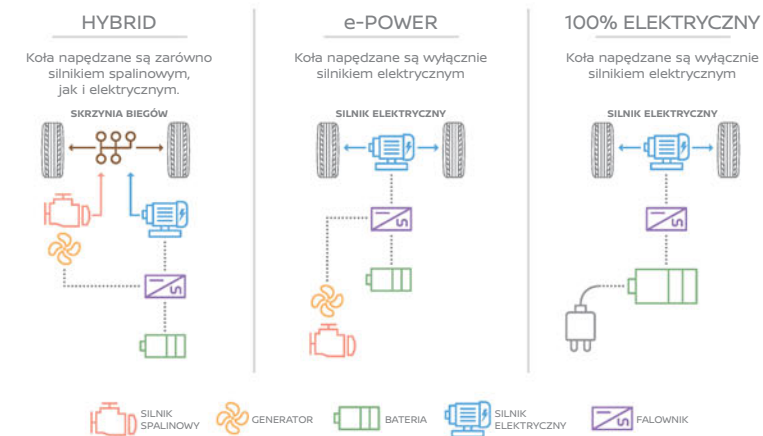 HYBRID
Koła napędzane są zarówno
silnikiem spalinowym,
jak i elektrycznym.
SKRZYNIA BIEGÓW
e-POWER
Koła napędzane są wyłącznie
silnikiem elektrycznym
SILNIK ELEKTRYCZNY
100% ELEKTRYCZNY
Koła napędzane są wyłącznie
silnikiem elektrycznym
SILNIK ELEKTRYCZNY
SILNIK
SPALINOWY
GENERATOR
BATERIA
SILNIK
ELEKTRYCZNY
FALOWNIK